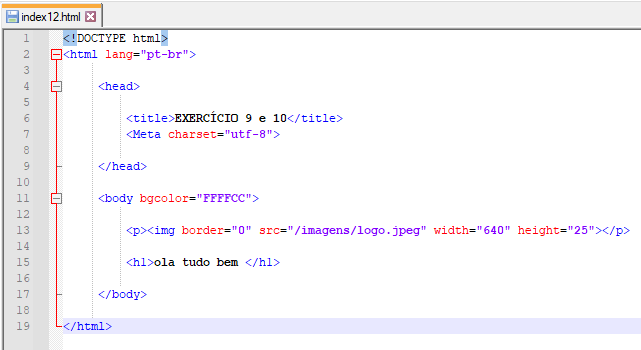 index12.html
1 <!DOCTYPE html>
2 <html lang="pt-br">
3
4 <head>
5
6 <title>EXERCÍCIO 9 e 10</title>
7 <Meta charset="utf-8">
8
9 </head>
10
11 <body bgcolor="FFFFCC">
12
13 <p><img border="0" src="/imagens/logo.jpeg" width="640" height="25"></p>
14
15 <h1>ola tudo bem </h1>
16
17 </body>
18
19 </html>